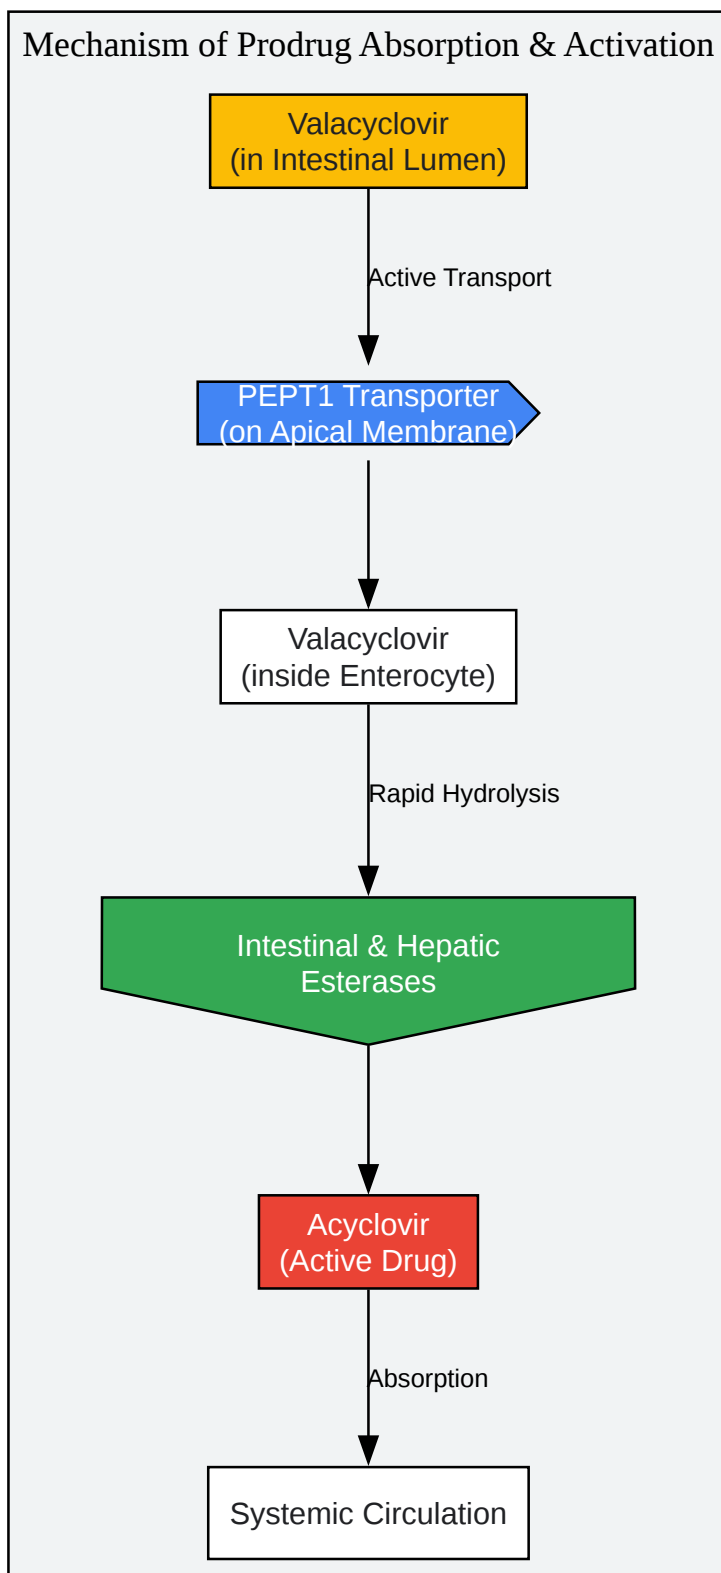 Mechanism of Prodrug Absorption & Activation
Valacyclovir
(in Intestinal Lumen)
Active Transport
PEPT1 Transporter
(on Apical Membrane)
Valacyclovir
(inside Enterocyte)
Rapid Hydrolysis
Intestinal & Hepatic
Esterases
Acyclovir
(Active Drug)
Absorption
Systemic Circulation